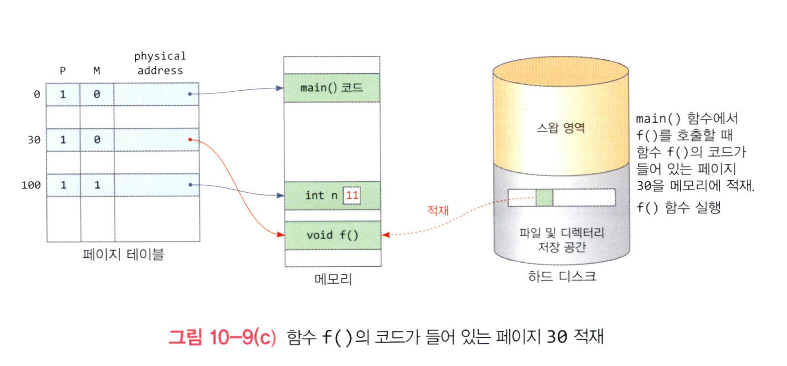 physical
P M address
0 1 0
30 1 0
100 1 1
페이지 테이블
main() 코드
int n 11
void f()
메모리
적재
스왑 영역
파일 및 디렉터리
저장 공간
하드 디스크
main() 함수에서
f()를 호출할 때
함수 f()의 코드가
들어 있는 페이지
30을 메모리에 적재.
f() 함수 실행
그림 10-9(c) 함수 f()의 코드가 들어 있는 페이지 30 적재